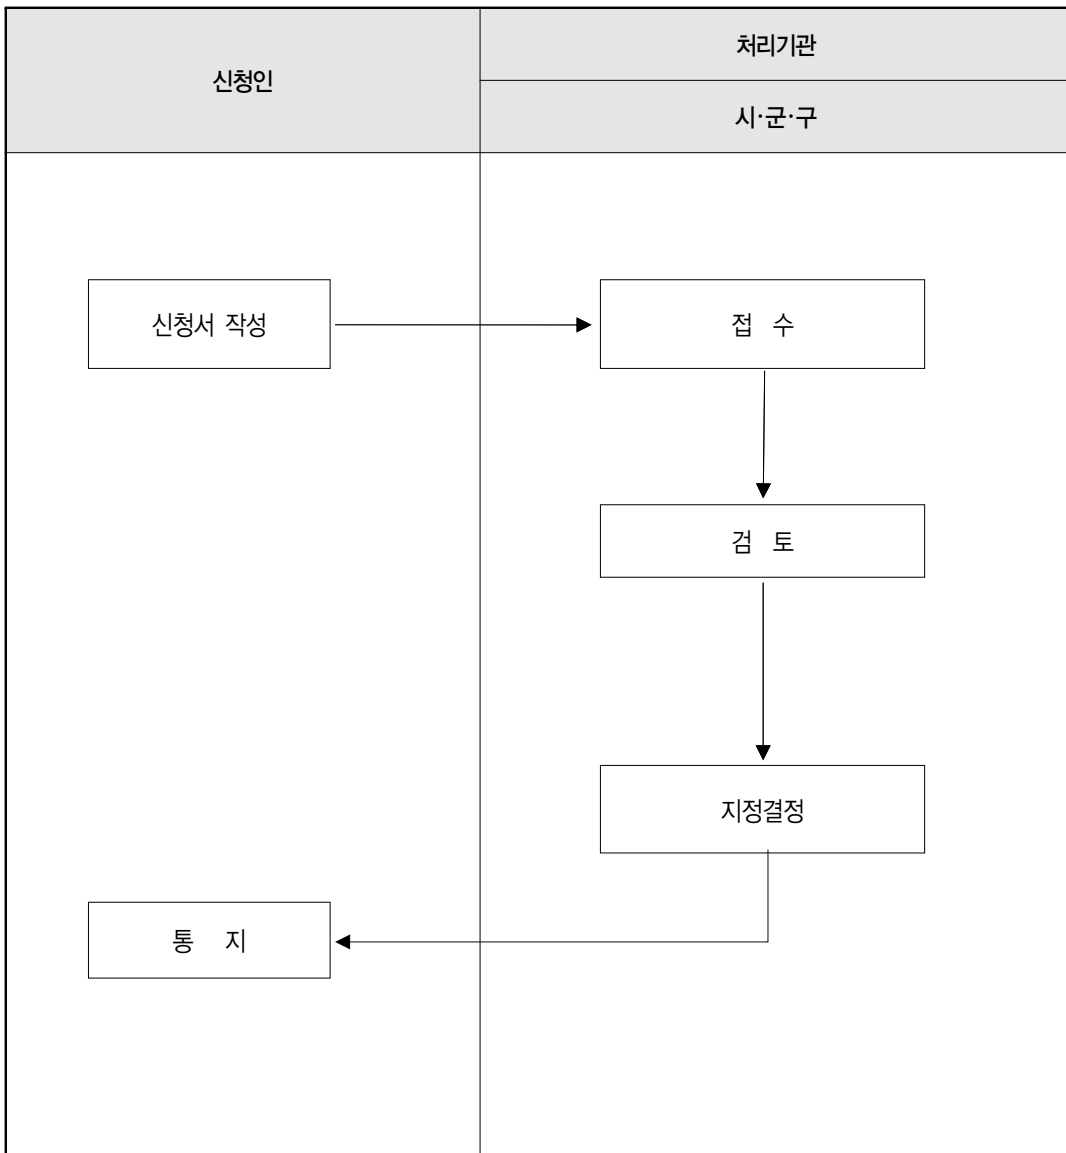 신청인
처리기관
시·군·구
신청서 작성
접 수
검 토
지정결정
통 지